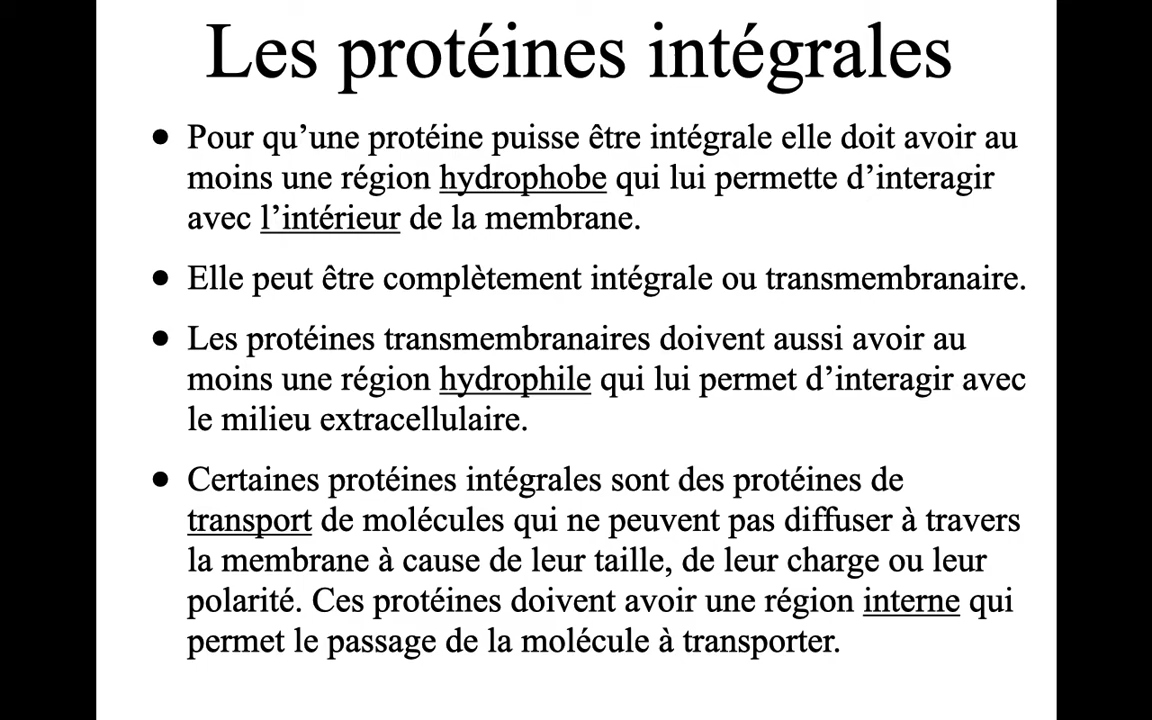 Les protéines intégrales
• Pour qu’une protéine puisse être intégrale elle doit avoir au
moins une région hydrophobe qui lui permette d’interagir
avec l’intérieur de la membrane.
• Elle peut être complètement intégrale ou transmembranaire.
• Les protéines transmembranaires doivent aussi avoir au
moins une région hydrophile qui lui permet d’interagir avec
le milieu extracellulaire.
• Certaines protéines intégrales sont des protéines de
transport de molécules qui ne peuvent pas diffuser à travers
la membrane à cause de leur taille, de leur charge ou leur
polarité. Ces protéines doivent avoir une région interne qui
permet le passage de la molécule à transporter.